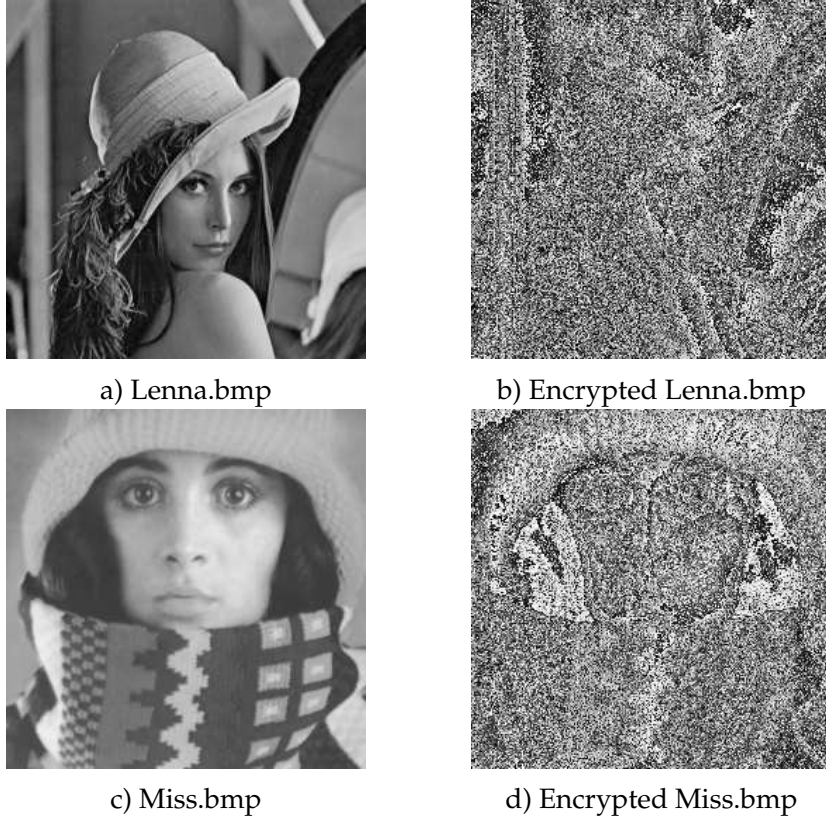 a) Lenna.bmp
b) Encrypted Lenna.bmp
c) Miss.bmp
d) Encrypted Miss.bmp